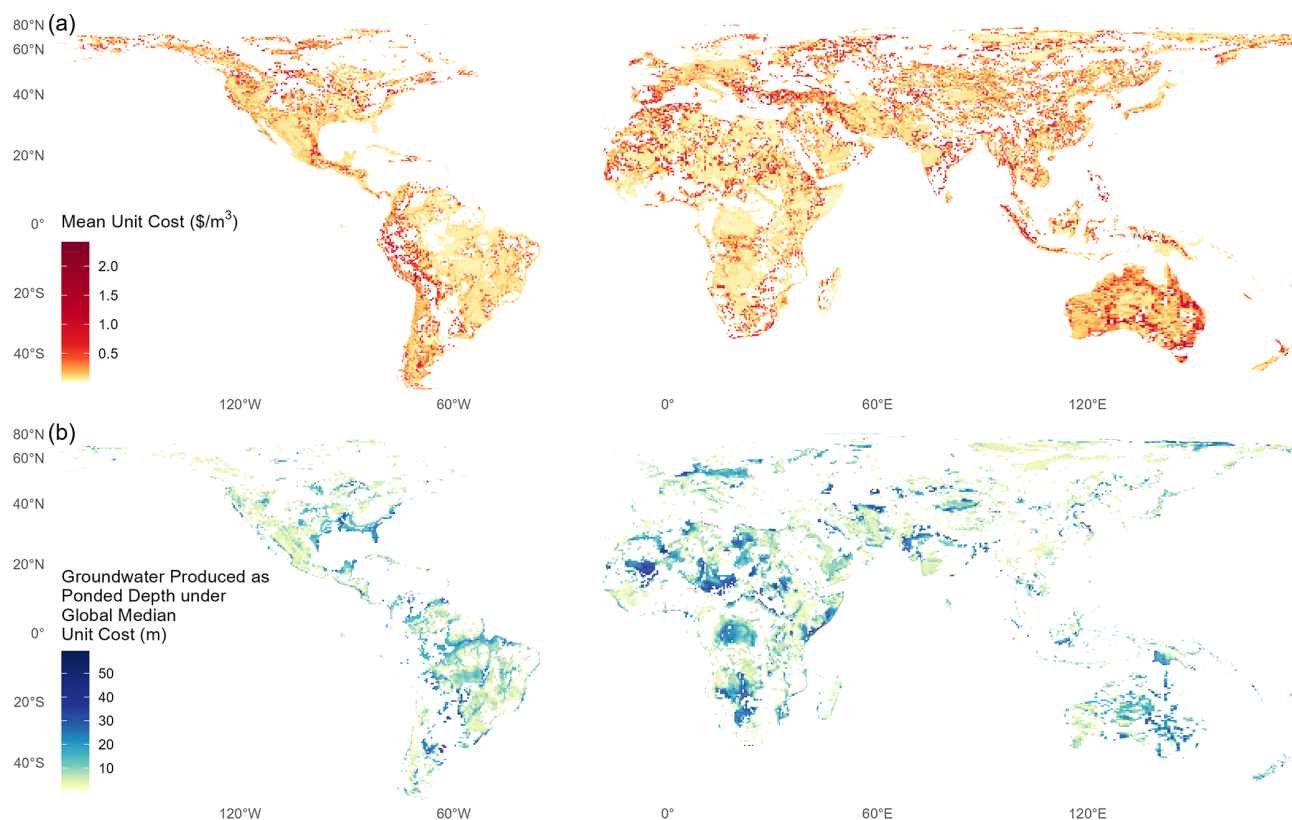 (a)
80°N
60°N
40°N
20°N
0°
20°S
40°S
Mean Unit Cost ($/m³)
2.0
1.5
1.0
0.5
120°W 60°W 0° 60°E 120°E
(b)
80°N
60°N
40°N
20°N
0°
20°S
40°S
Groundwater Produced as
Ponded Depth under
Global Median
Unit Cost (m)
50
40
30
20
10
120°W 60°W 0° 60°E 120°E